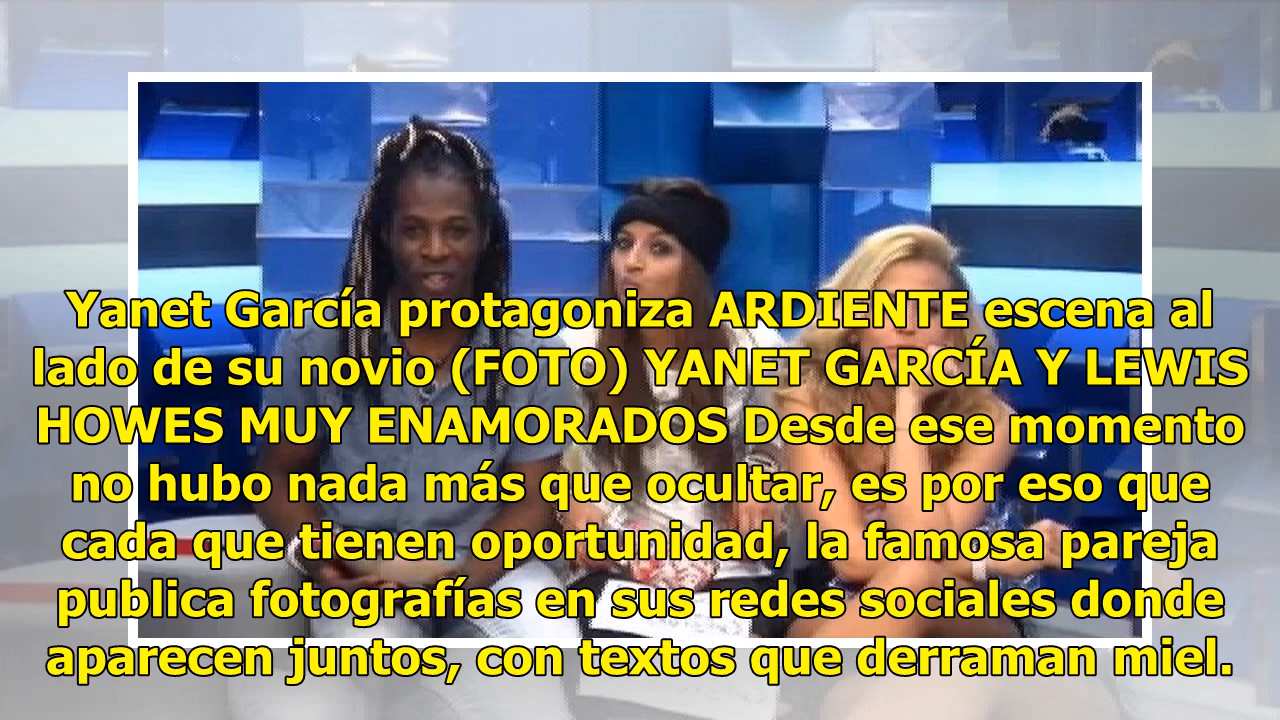 Yanet García protagoniza ARDIENTE escena al
lado de su novio (FOTO) YANET GARCÍA Y LEWIS
HOWES MUY ENAMORADOS Desde ese momento
no hubo nada más que ocultar, es por eso que
cada que tienen oportunidad, la famosa pareja
publica fotografías en sus redes sociales donde
aparecen juntos, con textos que derraman miel.